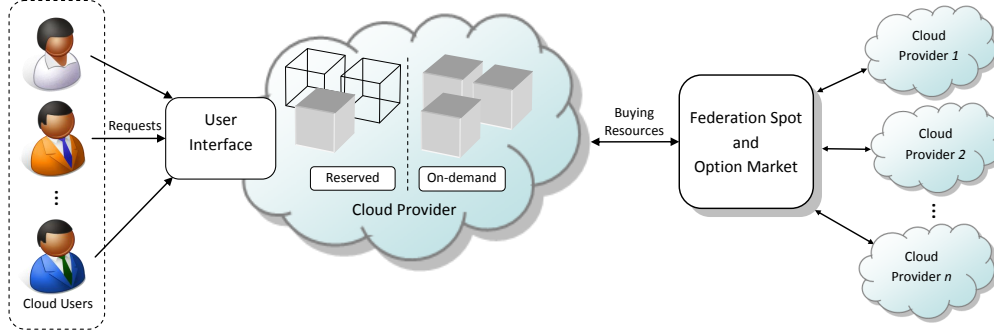 Requests
⋮
Cloud Users
User
Interface
Reserved
On-demand
Cloud Provider
Buying
Resources
Federation Spot
and
Option Market
Cloud
Provider 1
Cloud
Provider 2
⋮
Cloud
Provider n